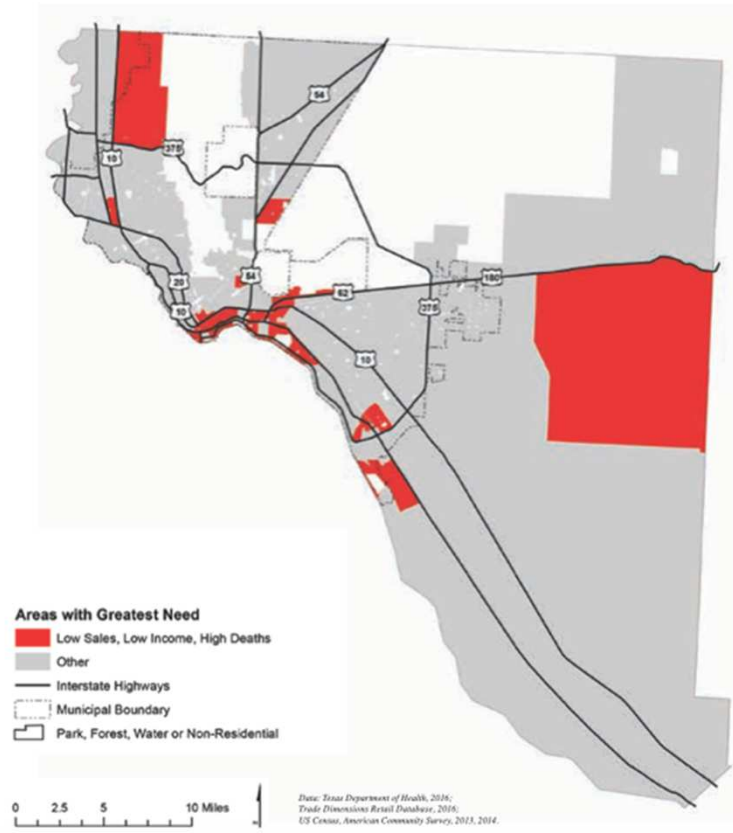 54
375
10
54
180
20
62
375
10
10
Areas with Greatest Need
Low Sales, Low Income, High Deaths
Other
Interstate Highways
Municipal Boundary
Park, Forest, Water or Non-Residential
0 2.5 5 10 Miles
Data: Texas Department of Health, 2016;
Trade Dimensions Retail Database, 2016;
US Census, American Community Survey, 2013, 2014.